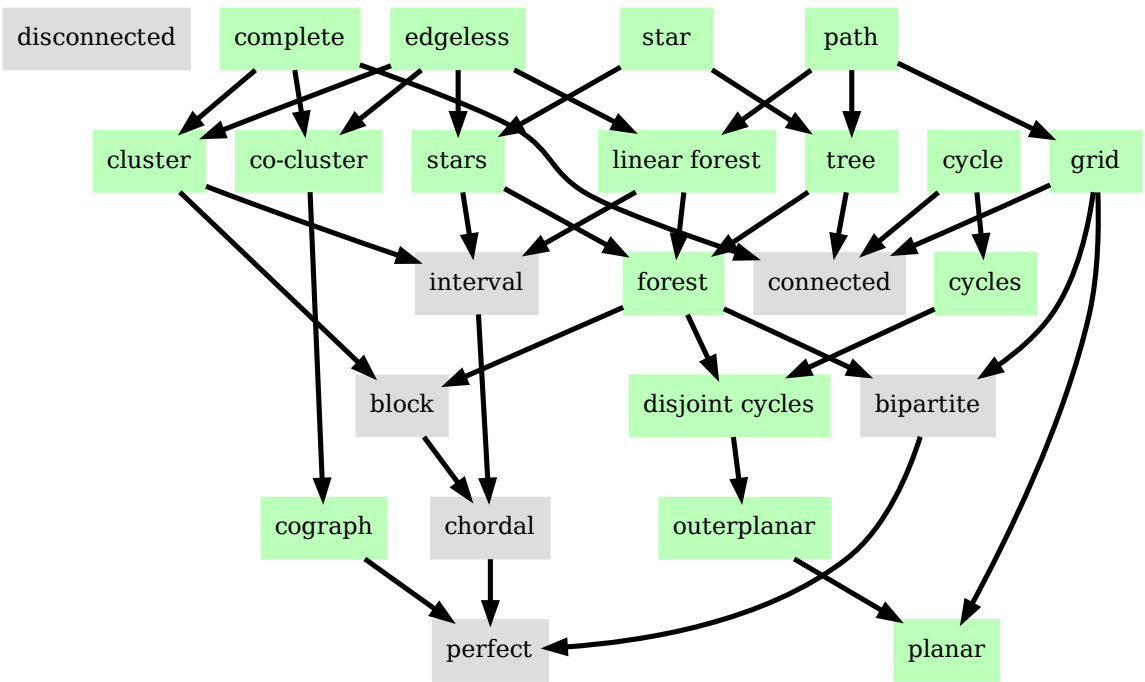 disconnected
complete
edgeless
star
path
cluster
co-cluster
stars
linear forest
tree
cycle
grid
interval
forest
connected
cycles
block
disjoint cycles
bipartite
cograph
chordal
outerplanar
perfect
planar